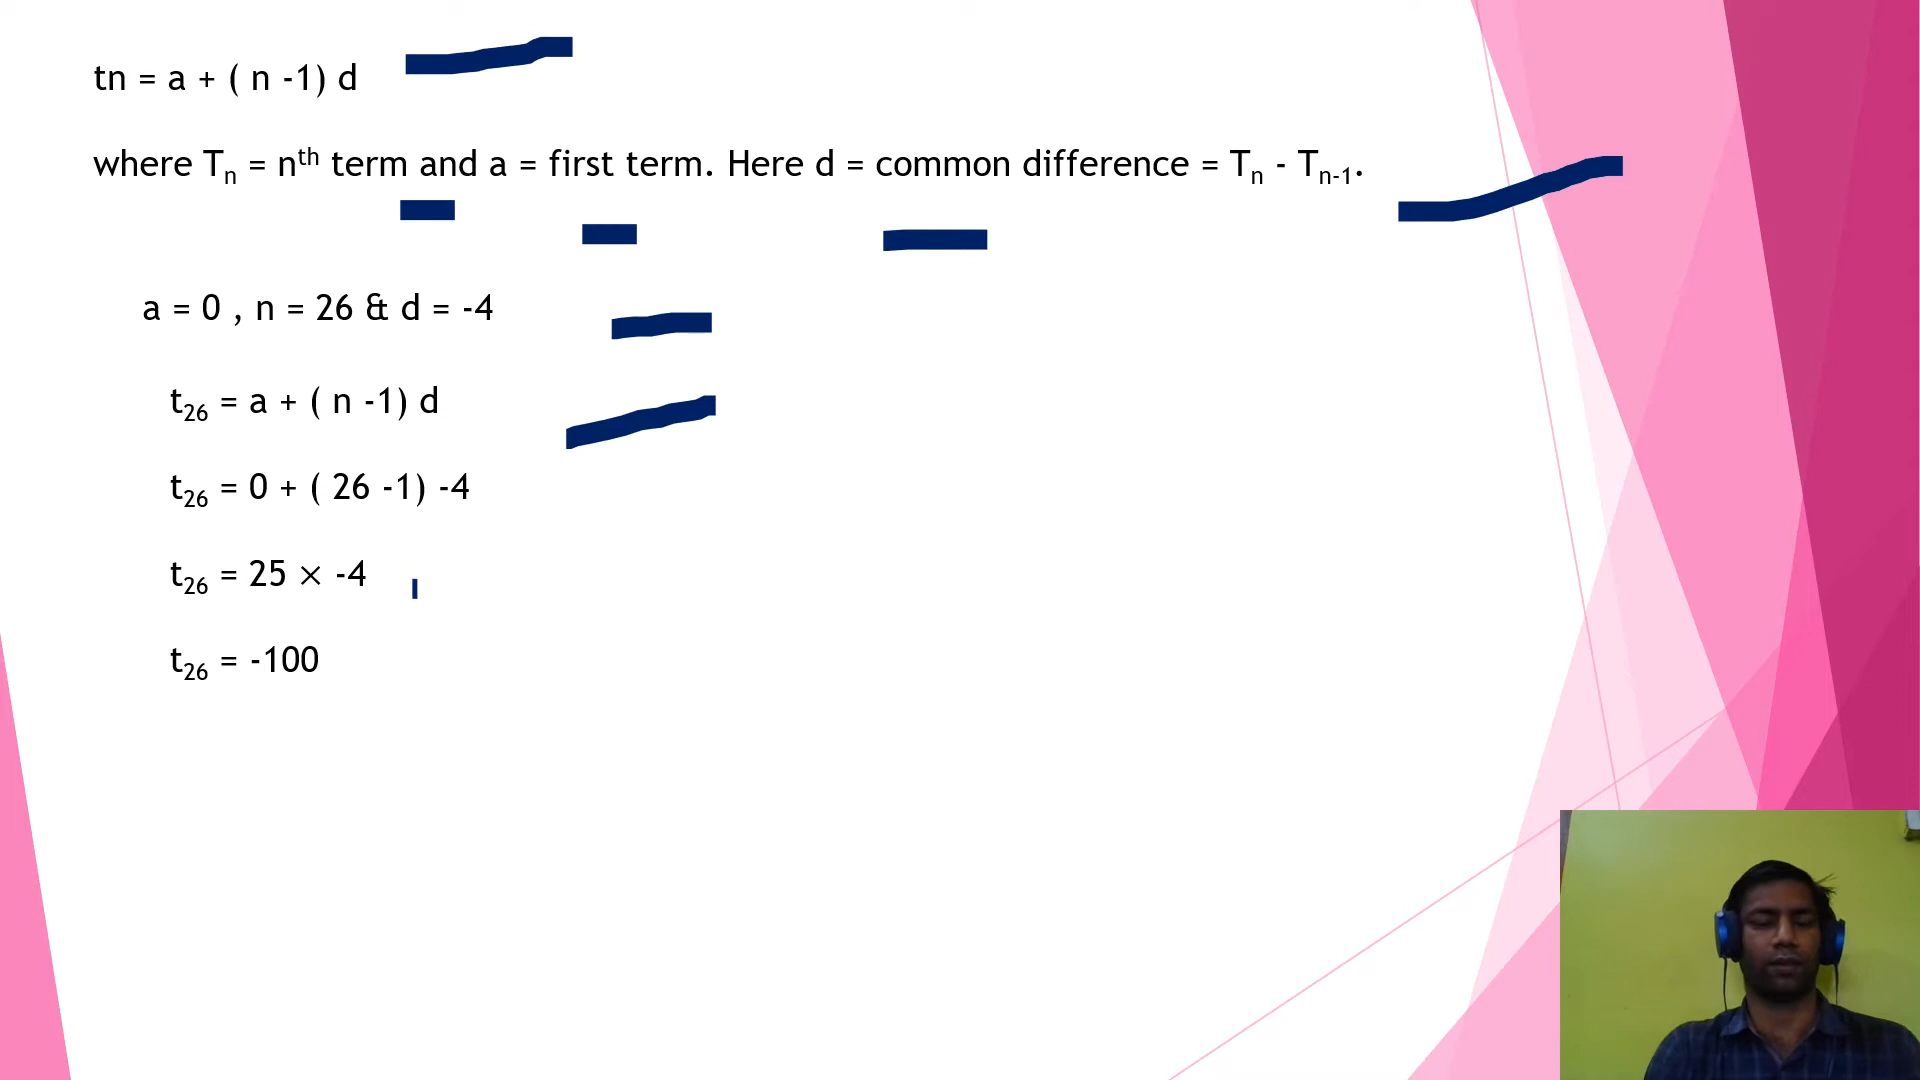 tn = a + ( n -1) d
where Tn = nth term and a = first term. Here d = common difference = Tn - Tn-1.
a = 0 , n = 26 & d = -4
t26 = a + ( n -1) d
t26 = 0 + ( 26 -1) -4
t26 = 25 × -4
t26 = -100